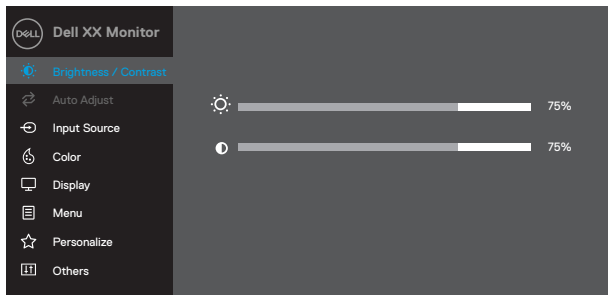 DELL Dell XX Monitor
Brightness / Contrast
Auto Adjust
Input Source
Color
Display
Menu
Personalize
Others
75%
75%